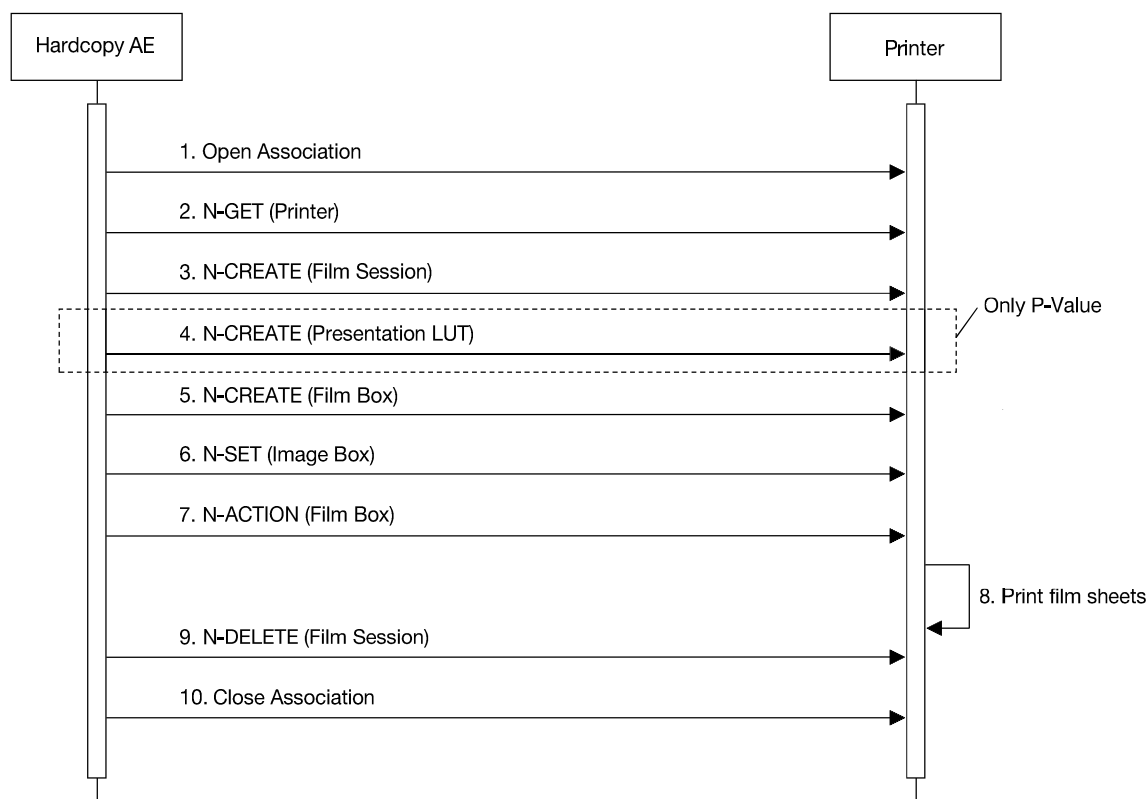 Hardcopy AE
Printer
1. Open Association
2. N-GET (Printer)
3. N-CREATE (Film Session)
Only P-Value
4. N-CREATE (Presentation LUT)
5. N-CREATE (Film Box)
6. N-SET (Image Box)
7. N-ACTION (Film Box)
8. Print film sheets
9. N-DELETE (Film Session)
10. Close Association